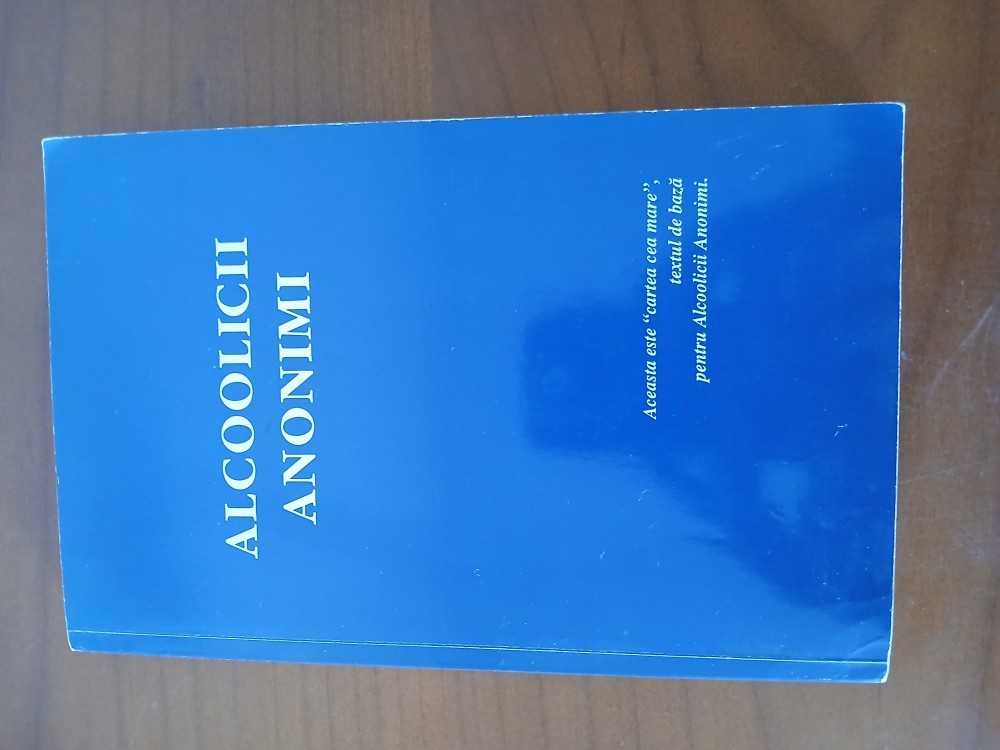 ALCOOLICII
ANONIMI
Aceasta este “cartea cea mare”,
textul de bază
pentru Alcoolicii Anonimi.